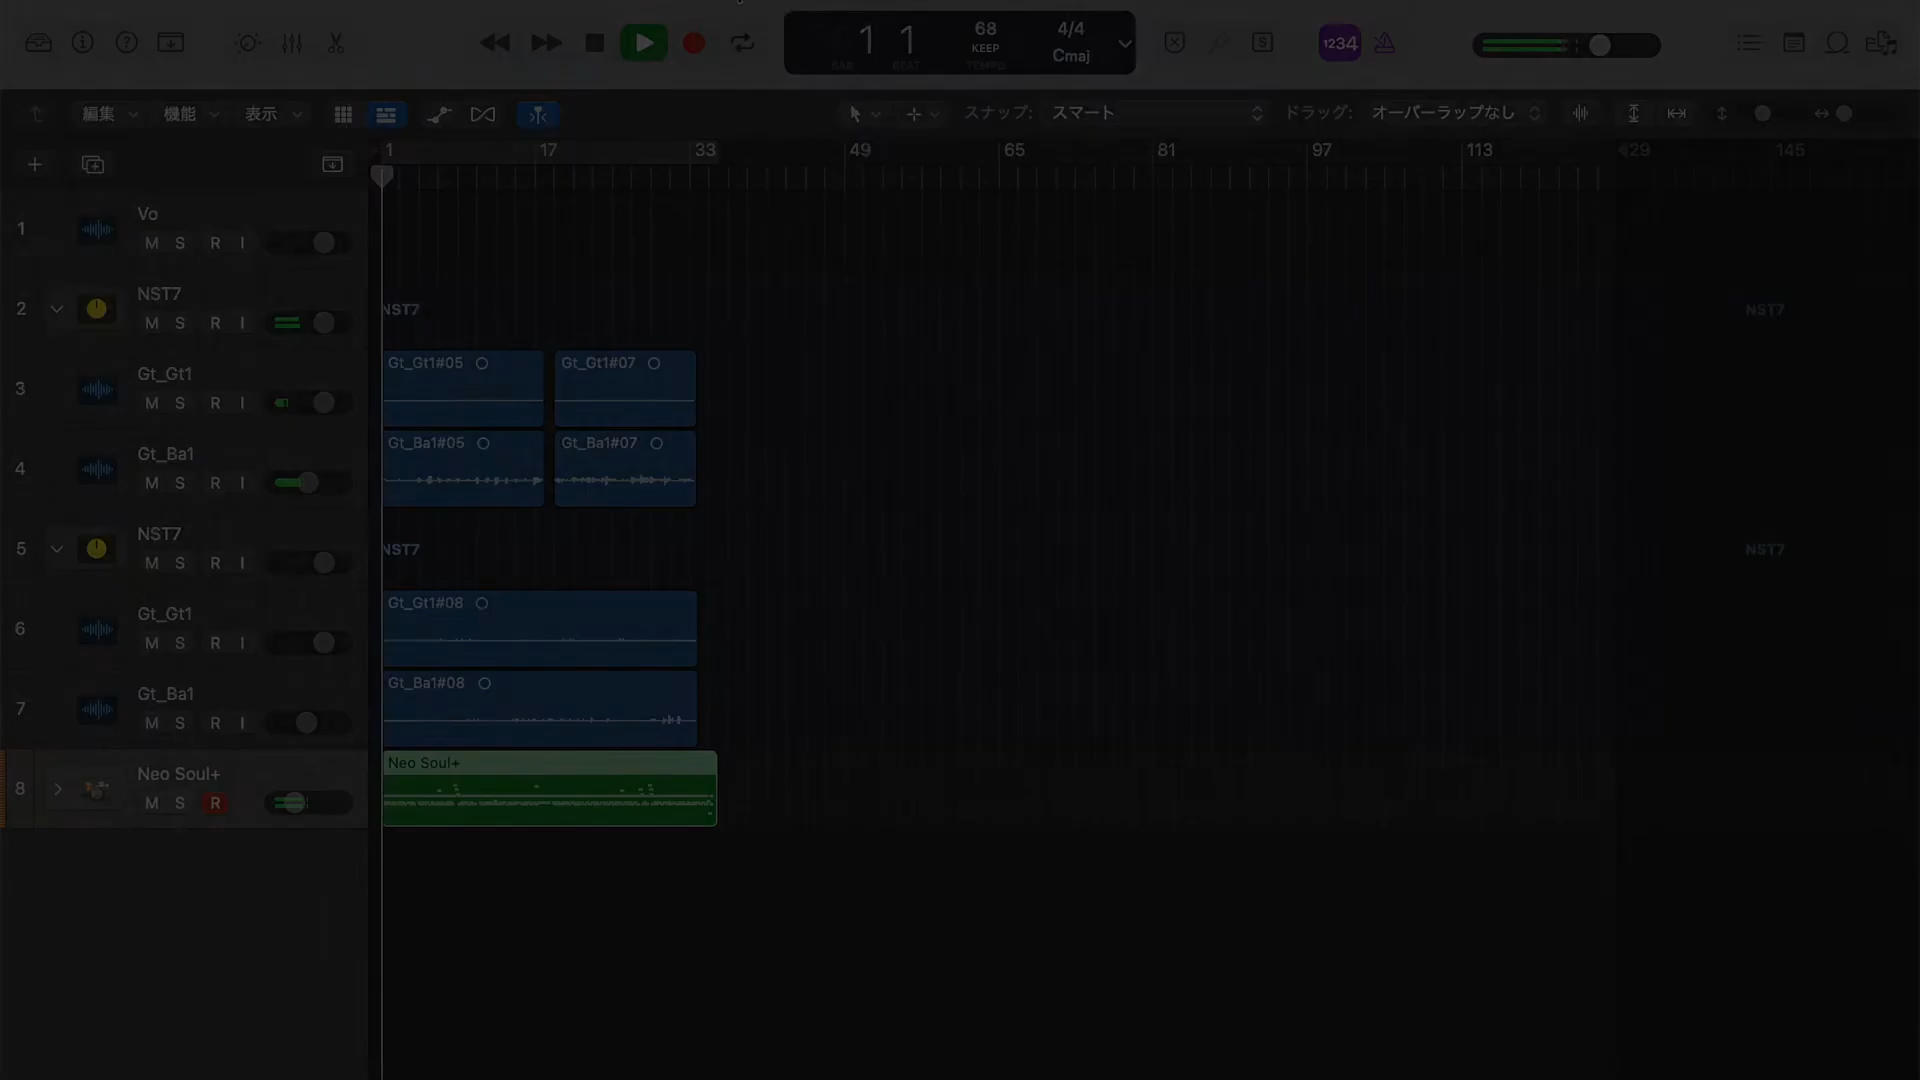 1 1 68 4/4
KEEP
BAR BEAT TEMPO Cmaj
1234
S
編集 機能 表示 スナップ: スマート ドラッグ: オーバーラップなし
1 17 33 49 65 81 97 113 129 145
1 Vo
M S R I
2 NST7
M S R I
NST7 NST7
3 Gt_Gt1
M S R I
Gt_Gt1#05 Gt_Gt1#07
4 Gt_Ba1
M S R I
Gt_Ba1#05 Gt_Ba1#07
5 NST7
M S R I
NST7 NST7
6 Gt_Gt1
M S R I
Gt_Gt1#08
7 Gt_Ba1
M S R I
Gt_Ba1#08
8 Neo Soul+
M S R
Neo Soul+